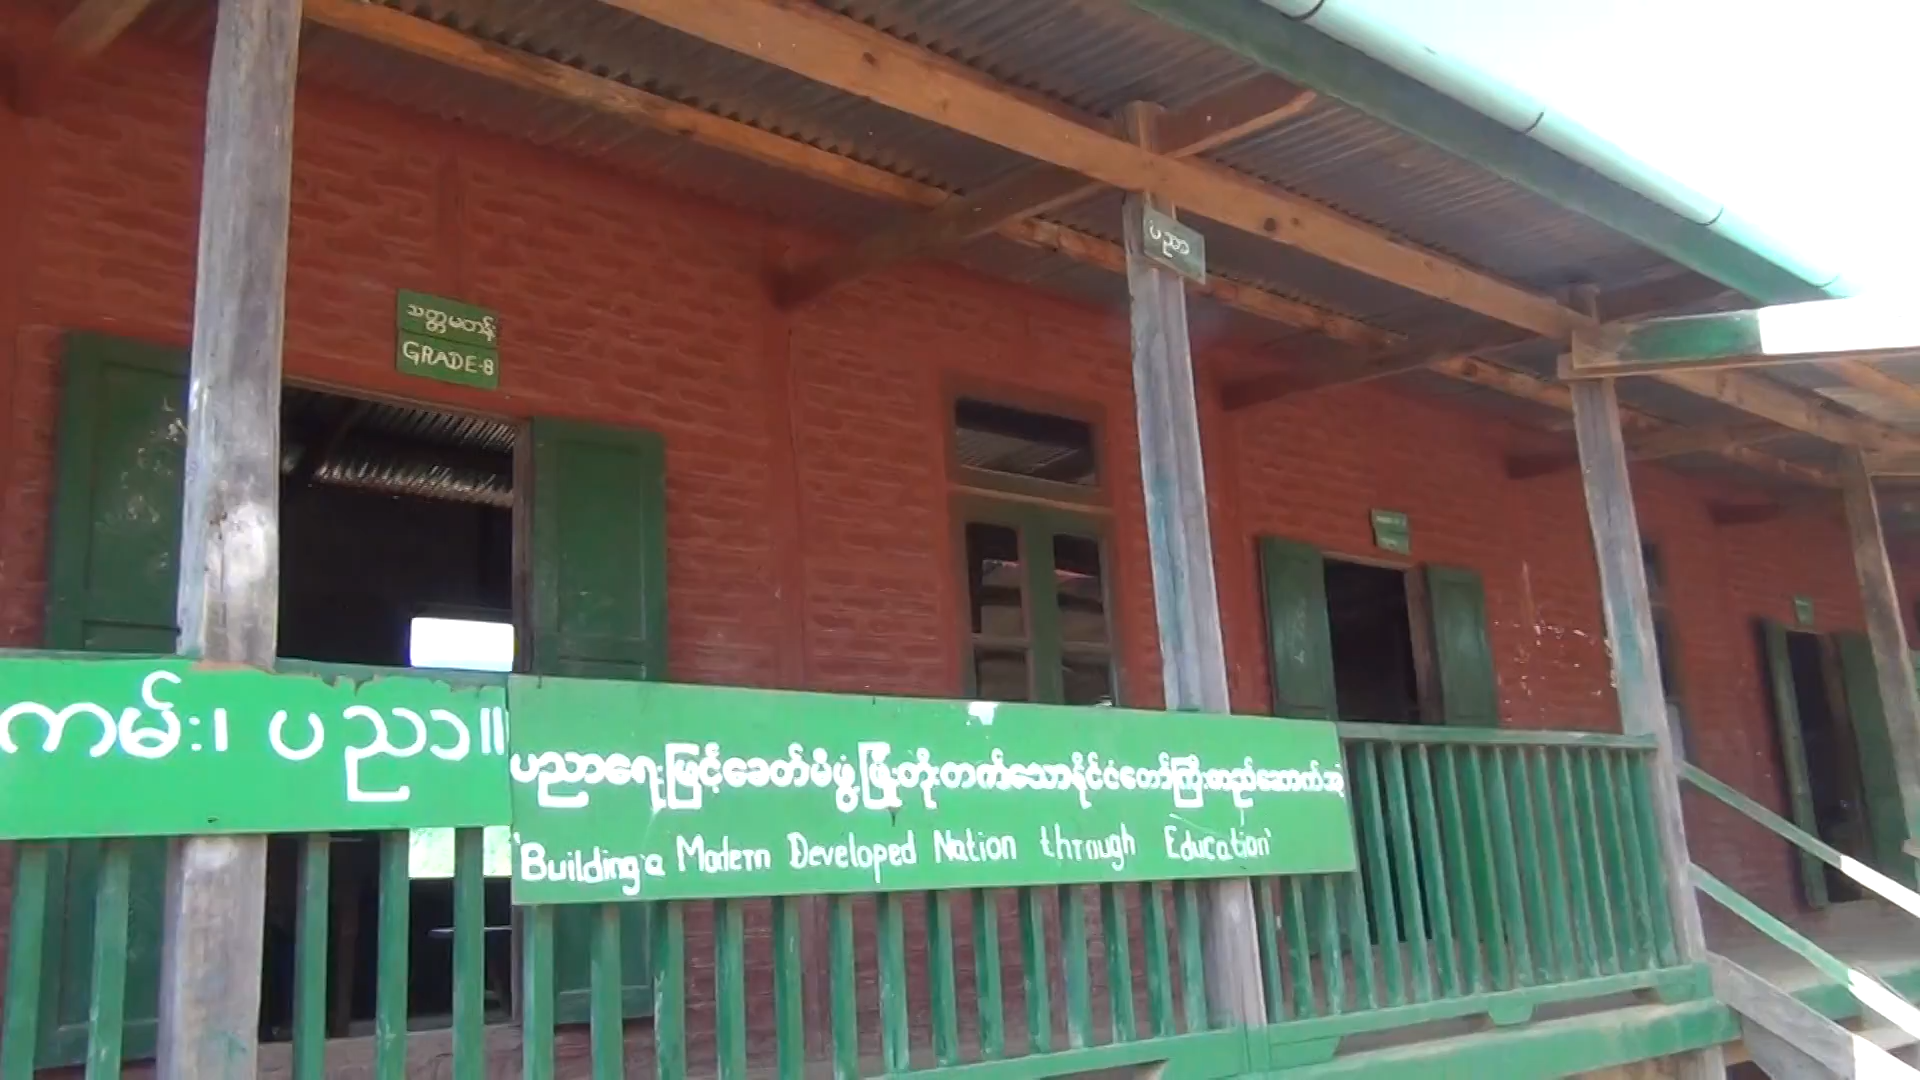 သတ္တမတန်း
GRADE-8
ပညာ
ကမ်း၊ ပညာ॥
ပညာရေးဖြင့်ခေတ်မီဖွံ့ဖြိုးတိုးတက်သောနိုင်ငံတော်ကြီးတည်ဆောက်အံ့
'Building a Modern Developed Nation through Education'